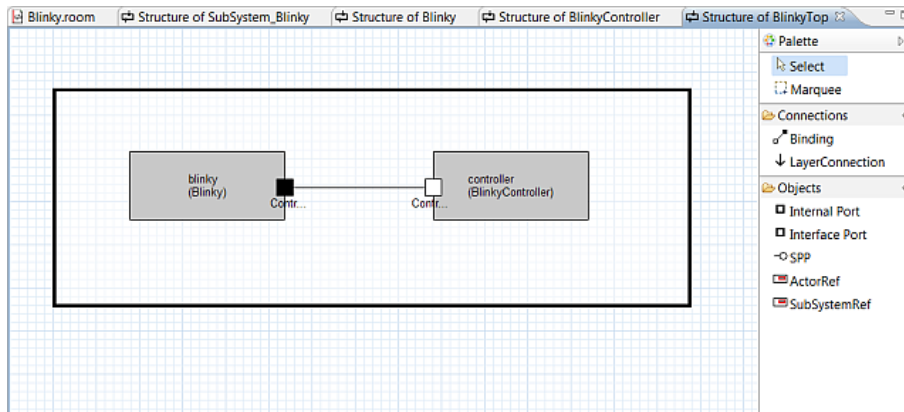 Blinky.room
Structure of SubSystem_Blinky
Structure of Blinky
Structure of BlinkyController
Structure of BlinkyTop
Palette
Select
Marquee
Connections
Binding
LayerConnection
Objects
Internal Port
Interface Port
SPP
ActorRef
SubSystemRef
blinky
(Blinky)
Contr...
Contr...
controller
(BlinkyController)